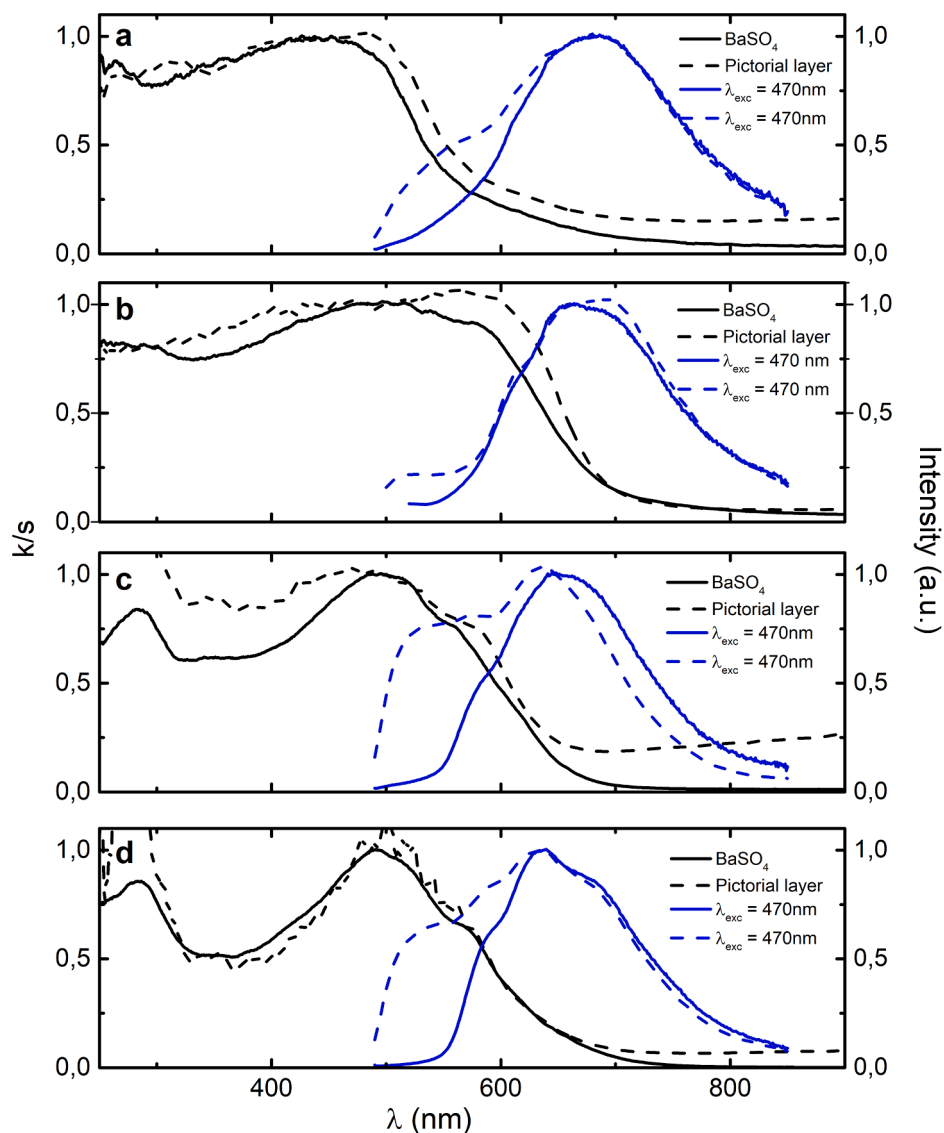 a
1,0
0,5
0,0
1,0
0,5
0,0
BaSO₄
Pictorial layer
λexc = 470nm
λexc = 470nm
b
1,0
0,5
0,0
1,0
0,5
BaSO₄
Pictorial layer
λexc = 470 nm
λexc = 470 nm
k/s
Intensity (a.u.)
c
1,0
0,5
0,0
1,0
0,5
0,0
BaSO₄
Pictorial layer
λexc = 470nm
λexc = 470nm
d
1,0
0,5
0,0
1,0
0,5
0,0
BaSO₄
Pictorial layer
λexc = 470nm
λexc = 470nm
400 600 800
λ (nm)